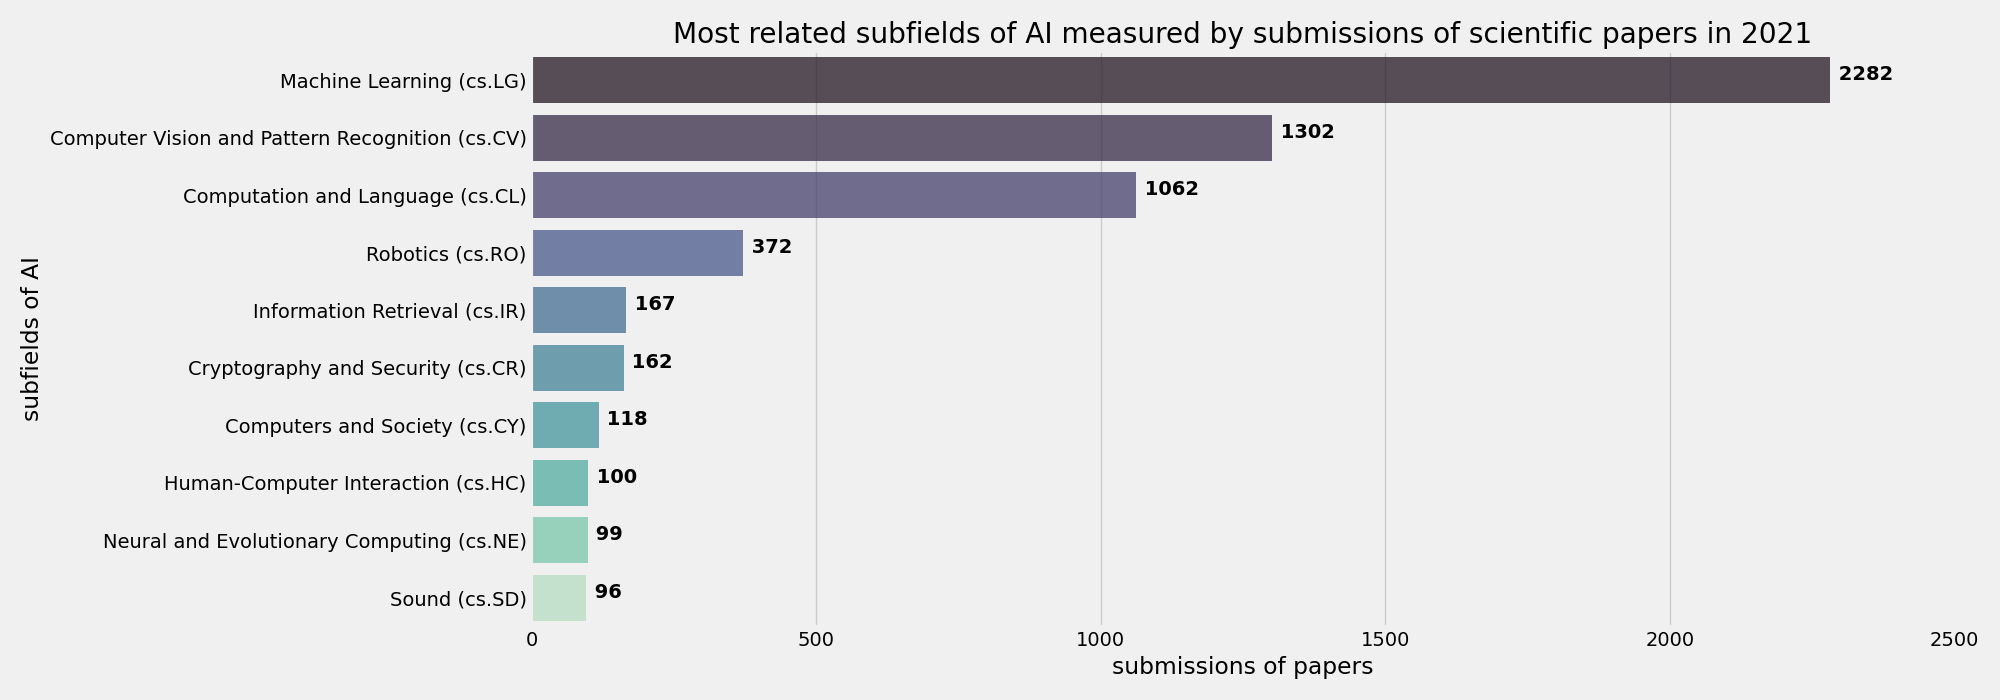 Most related subfields of AI measured by submissions of scientific papers in 2021
subfields of AI
Machine Learning (cs.LG) 2282
Computer Vision and Pattern Recognition (cs.CV) 1302
Computation and Language (cs.CL) 1062
Robotics (cs.RO) 372
Information Retrieval (cs.IR) 167
Cryptography and Security (cs.CR) 162
Computers and Society (cs.CY) 118
Human-Computer Interaction (cs.HC) 100
Neural and Evolutionary Computing (cs.NE) 99
Sound (cs.SD) 96
0 500 1000 1500 2000 2500
submissions of papers